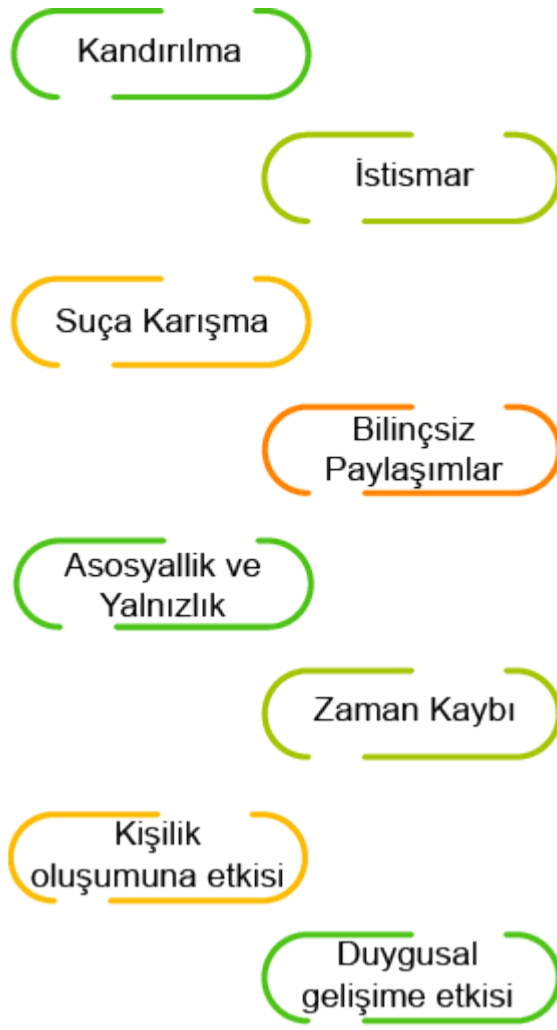 Kandırılma
İstismar
Suça Karışma
Bilinçsiz
Paylaşımlar
Asosyallik ve
Yalnızlık
Zaman Kaybı
Kişilik
oluşumuna etkisi
Duygusal
gelişime etkisi